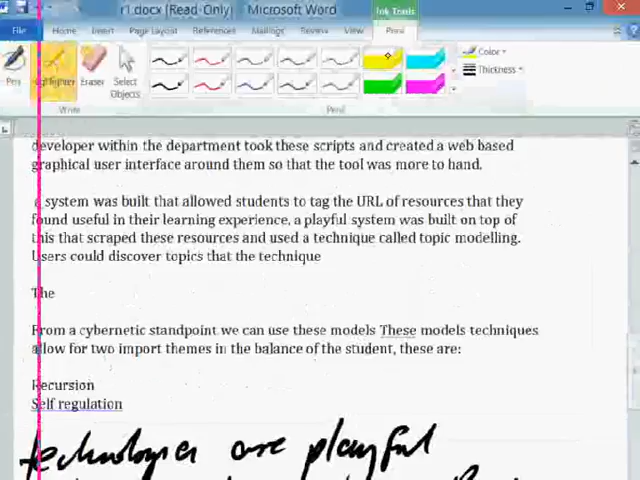 r1.docx (Read-Only) - Microsoft Word
Ink Tools
File Home Insert Page Layout References Mailings Review View Pens
Pen Highlighter Eraser Select Objects
Color
Thickness
Write Pens
developer within the department took these scripts and created a web based
graphical user interface around them so that the tool was more to hand.
system was built that allowed students to tag the URL of resources that they
found useful in their learning experience, a playful system was built on top of
this that scraped these resources and used a technique called topic modelling.
Users could discover topics that the technique
The
From a cybernetic standpoint we can use these models These models techniques
allow for two import themes in the balance of the student, these are:
Recursion
Self regulation
technologies are playful